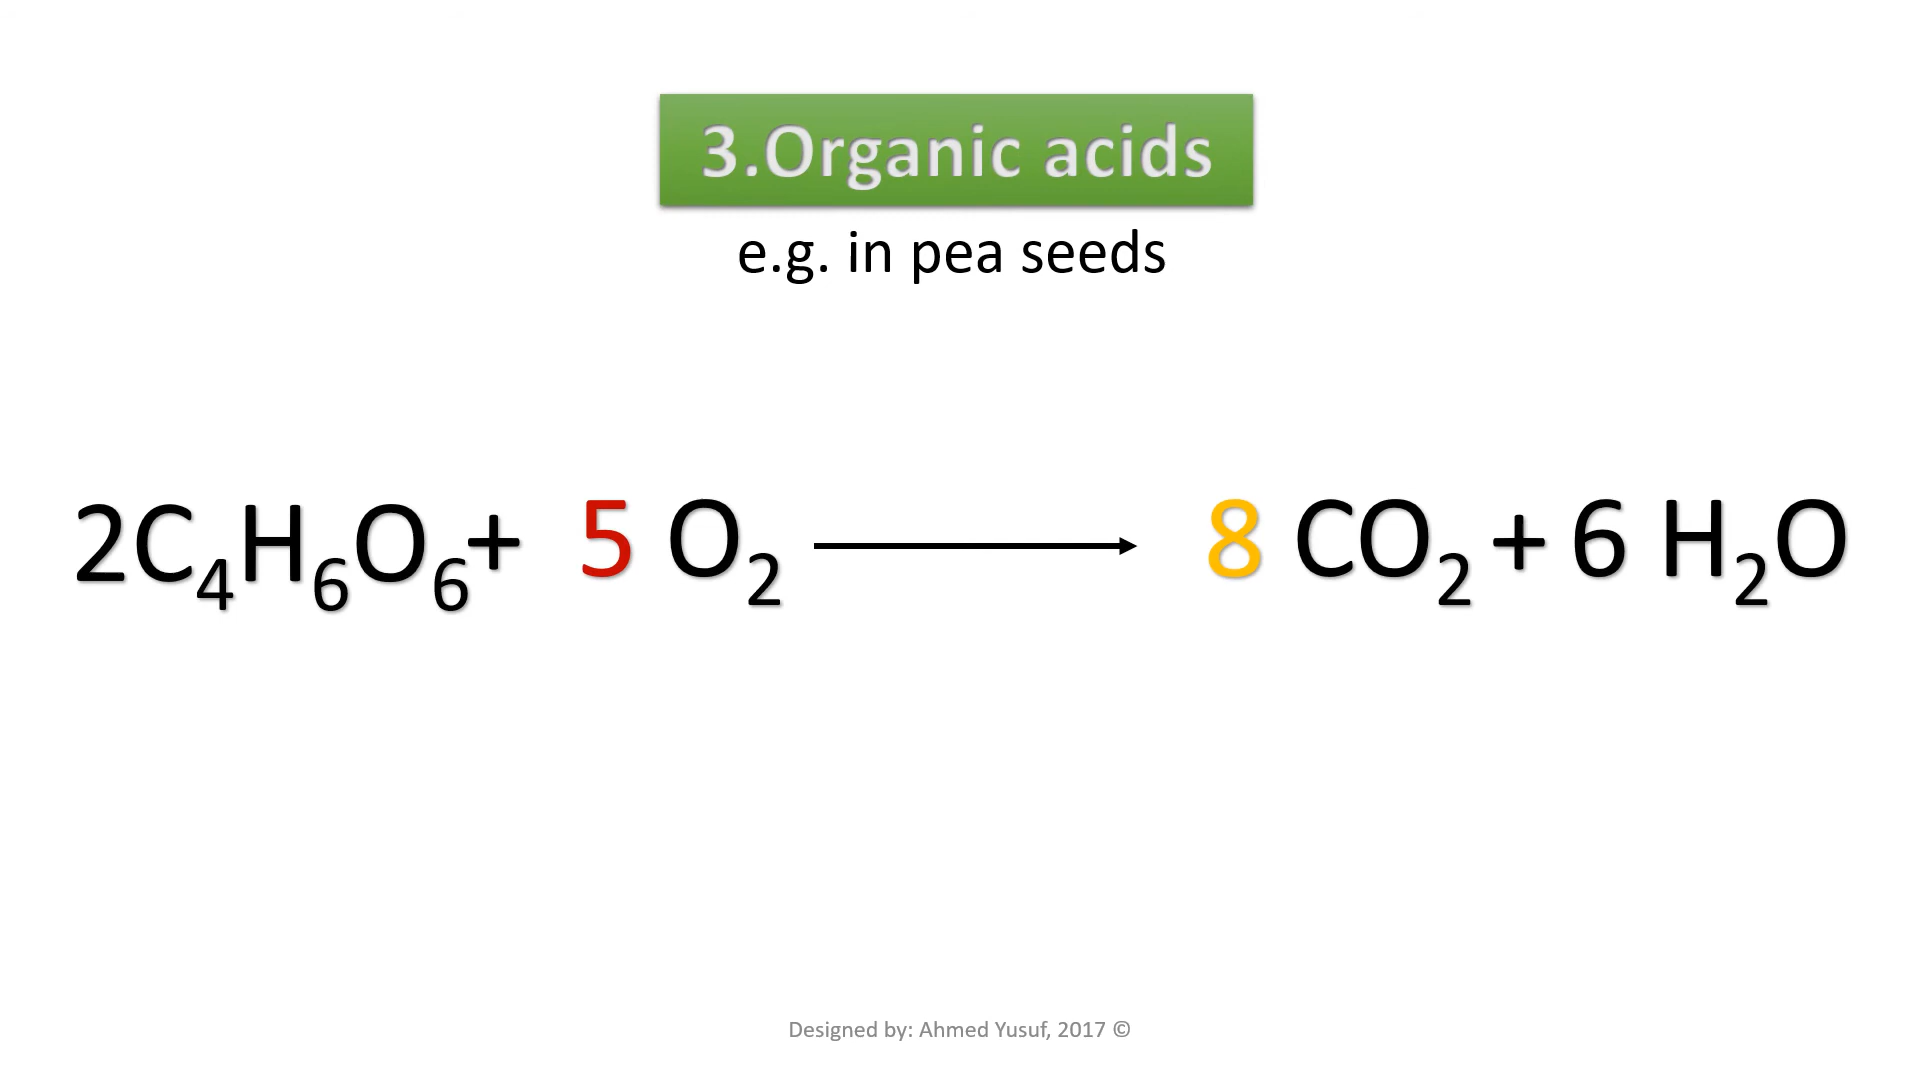 3.Organic acids
e.g. in pea seeds
2C₄H₆O₆+ 5 O₂ ⟶ 8 CO₂ + 6 H₂O
Designed by: Ahmed Yusuf, 2017 ©